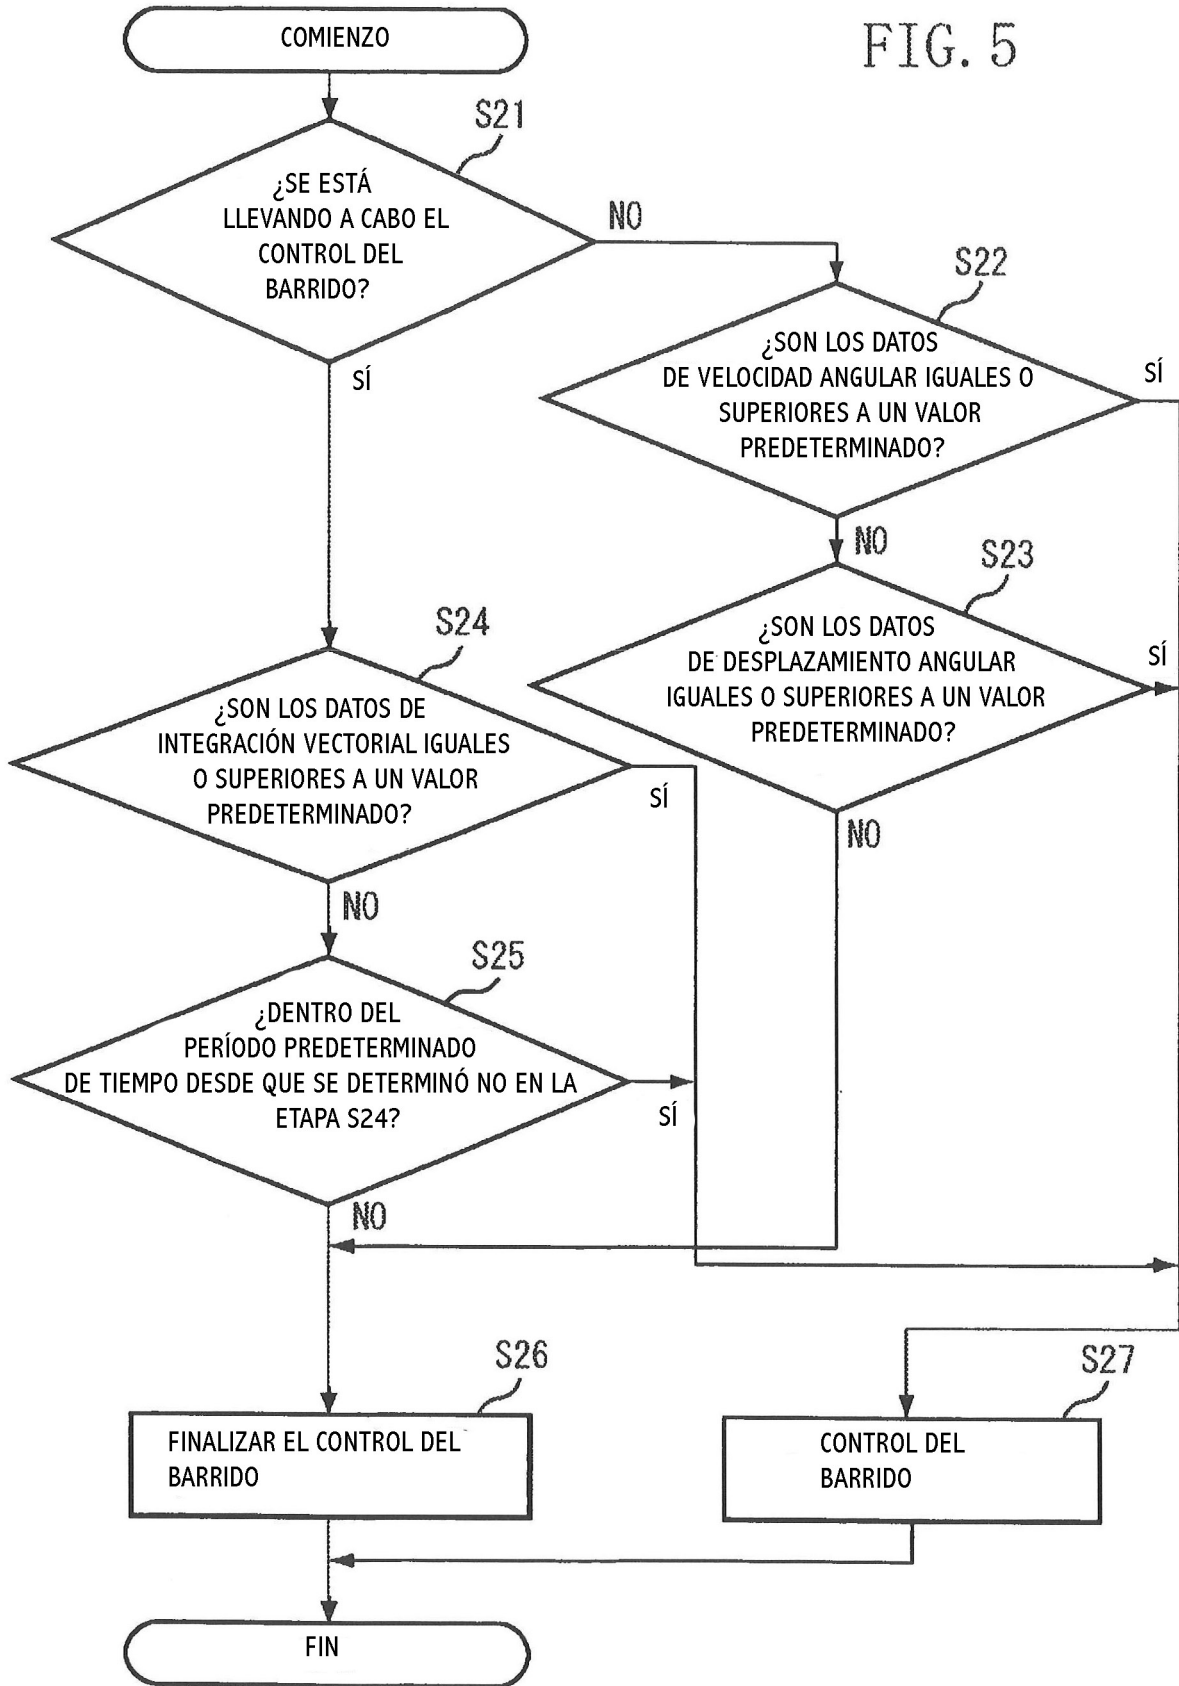 FIG. 5
COMIENZO
S21
¿SE ESTÁ
LLEVANDO A CABO EL
CONTROL DEL
BARRIDO?
NO
SÍ
S22
¿SON LOS DATOS
DE VELOCIDAD ANGULAR IGUALES O
SUPERIORES A UN VALOR
PREDETERMINADO?
SÍ
NO
S23
¿SON LOS DATOS
DE DESPLAZAMIENTO ANGULAR
IGUALES O SUPERIORES A UN VALOR
PREDETERMINADO?
SÍ
NO
S24
¿SON LOS DATOS DE
INTEGRACIÓN VECTORIAL IGUALES
O SUPERIORES A UN VALOR
PREDETERMINADO?
SÍ
NO
S25
¿DENTRO DEL
PERÍODO PREDETERMINADO
DE TIEMPO DESDE QUE SE DETERMINÓ NO EN LA
ETAPA S24?
SÍ
NO
S26
FINALIZAR EL CONTROL DEL
BARRIDO
S27
CONTROL DEL
BARRIDO
FIN